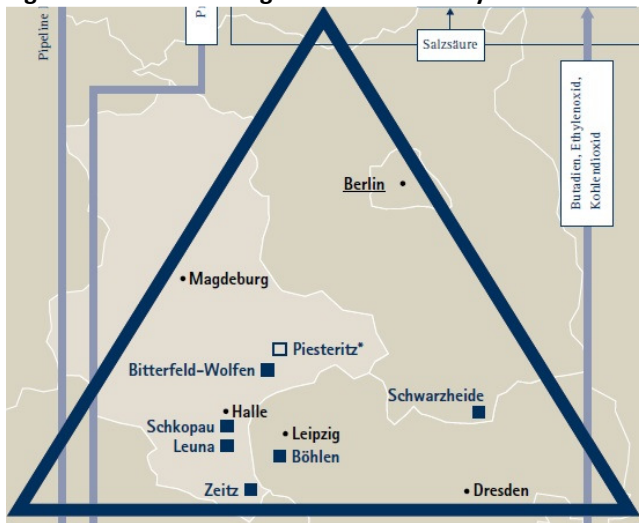 Pipeline
Salzsäure
Butadien, Ethylenoxid,
Kohlendioxid
Berlin
Magdeburg
Piesteritz*
Bitterfeld-Wolfen
Schwarzheide
Halle
Schkopau
Leipzig
Leuna
Böhlen
Zeitz
Dresden